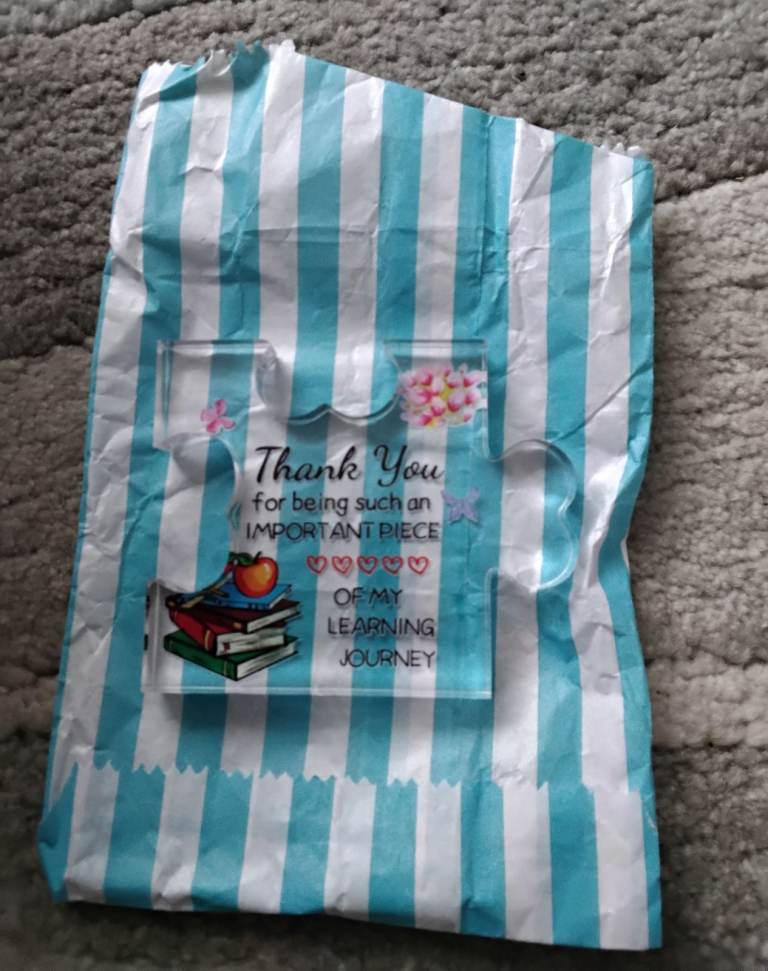 Thank You
for being such an
IMPORTANT PIECE
OF MY
LEARNING
JOURNEY